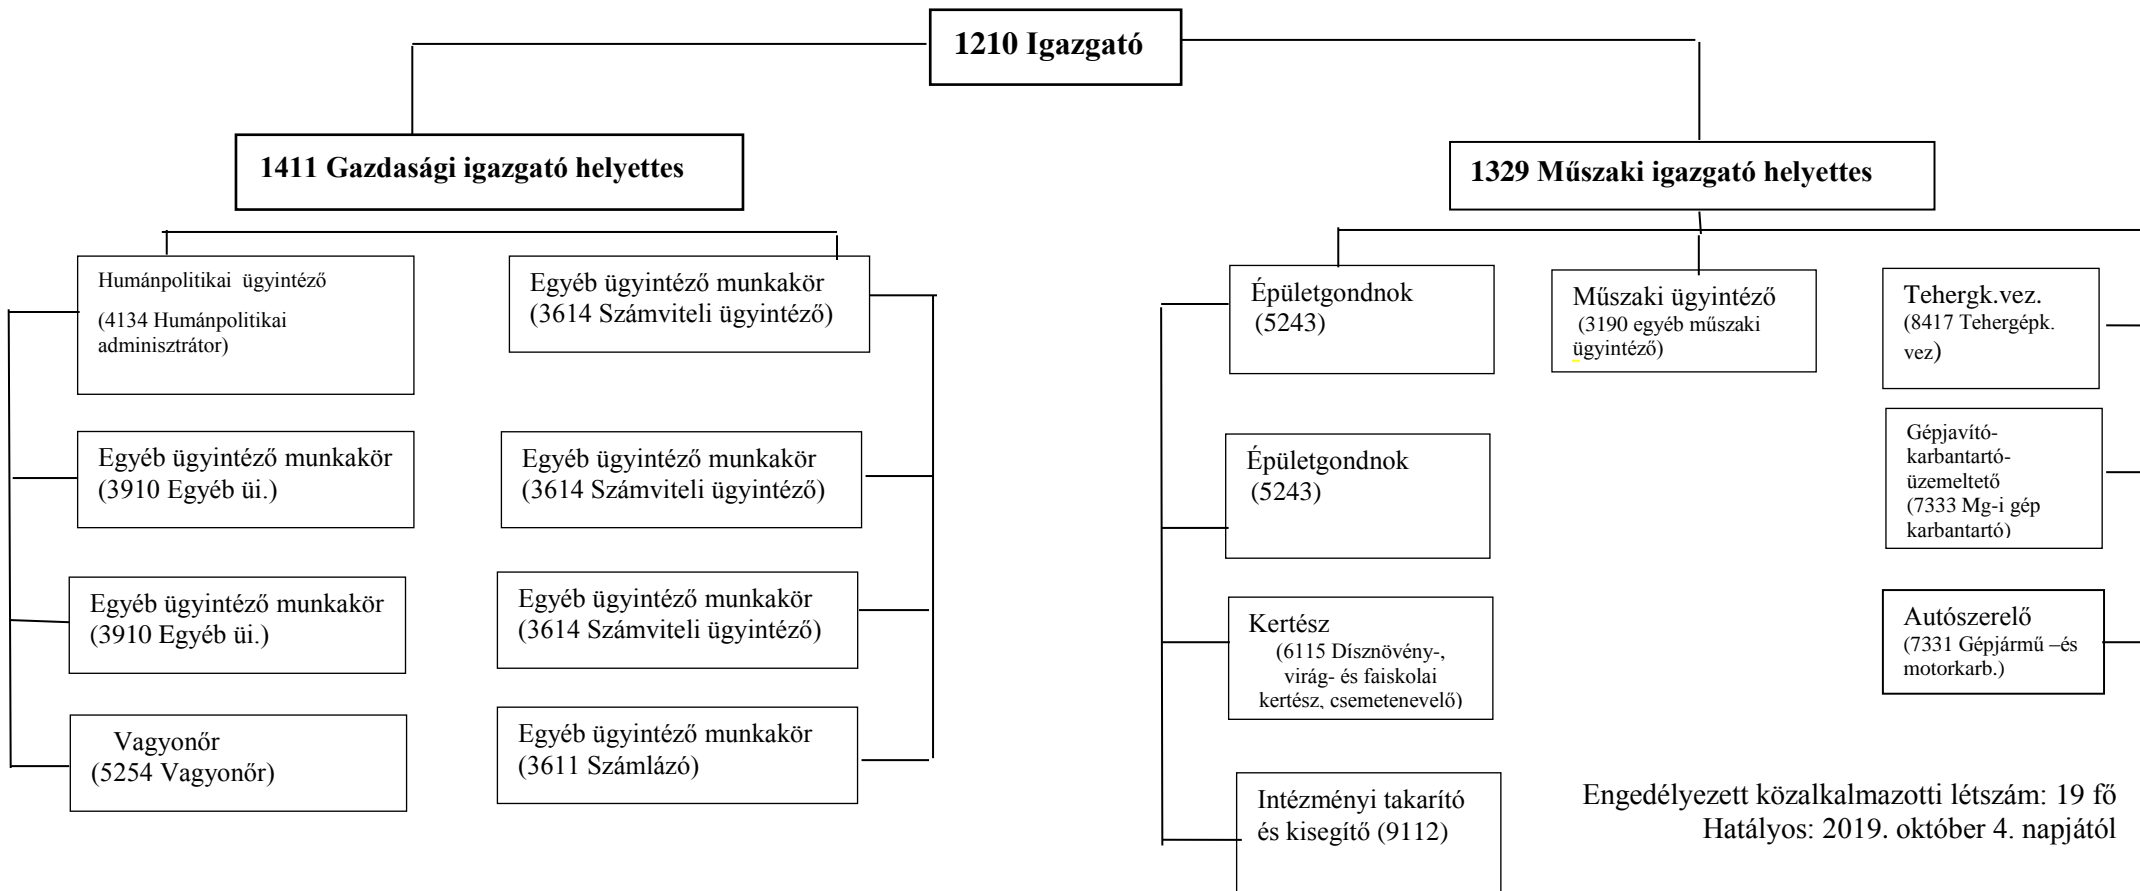 1210 Igazgató
1411 Gazdasági igazgató helyettes
1329 Műszaki igazgató helyettes
Humánpolitikai ügyintéző
(4134 Humánpolitikai
adminisztrátor)
Egyéb ügyintéző munkakör
(3910 Egyéb üi.)
Egyéb ügyintéző munkakör
(3910 Egyéb üi.)
Vagyonőr
(5254 Vagyonőr)
Egyéb ügyintéző munkakör
(3614 Számviteli ügyintéző)
Egyéb ügyintéző munkakör
(3614 Számviteli ügyintéző)
Egyéb ügyintéző munkakör
(3614 Számviteli ügyintéző)
Egyéb ügyintéző munkakör
(3611 Számlázó)
Épületgondnok
(5243)
Épületgondnok
(5243)
Kertész
(6115 Dísznövény-,
virág- és faiskolai
kertész, csemetenevelő)
Intézményi takarító
és kisegítő (9112)
Műszaki ügyintéző
(3190 egyéb műszaki
ügyintéző)
Tehergk.vez.
(8417 Tehergépk.
vez)
Gépjavító-
karbantartó-
üzemeltető
(7333 Mg-i gép
karbantartó)
Autószerelő
(7331 Gépjármű –és
motorkarb.)
Engedélyezett közalkalmazotti létszám: 19 fő
Hatályos: 2019. október 4. napjától